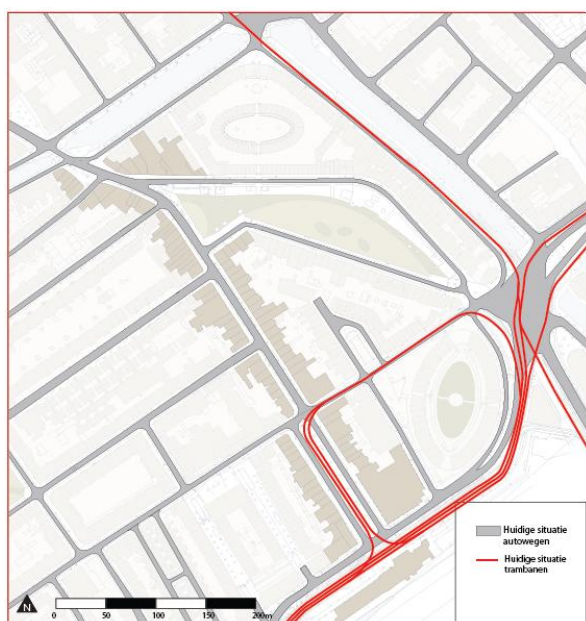 Huidige situatie
autowegen
Huidige situatie
trambanen
N
0 50 100 150 200m